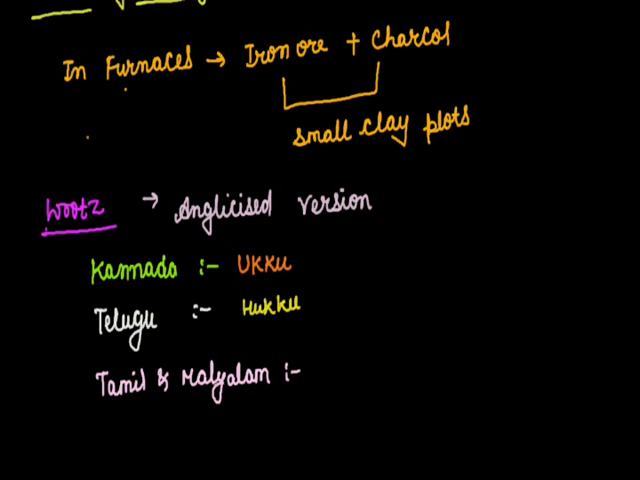 In Furnaces → Iron ore + Charcol
small clay plots
Wootz → Anglicised version
Kannada :- UKKU
Telugu :- HUKKU
Tamil & Malyalam :-